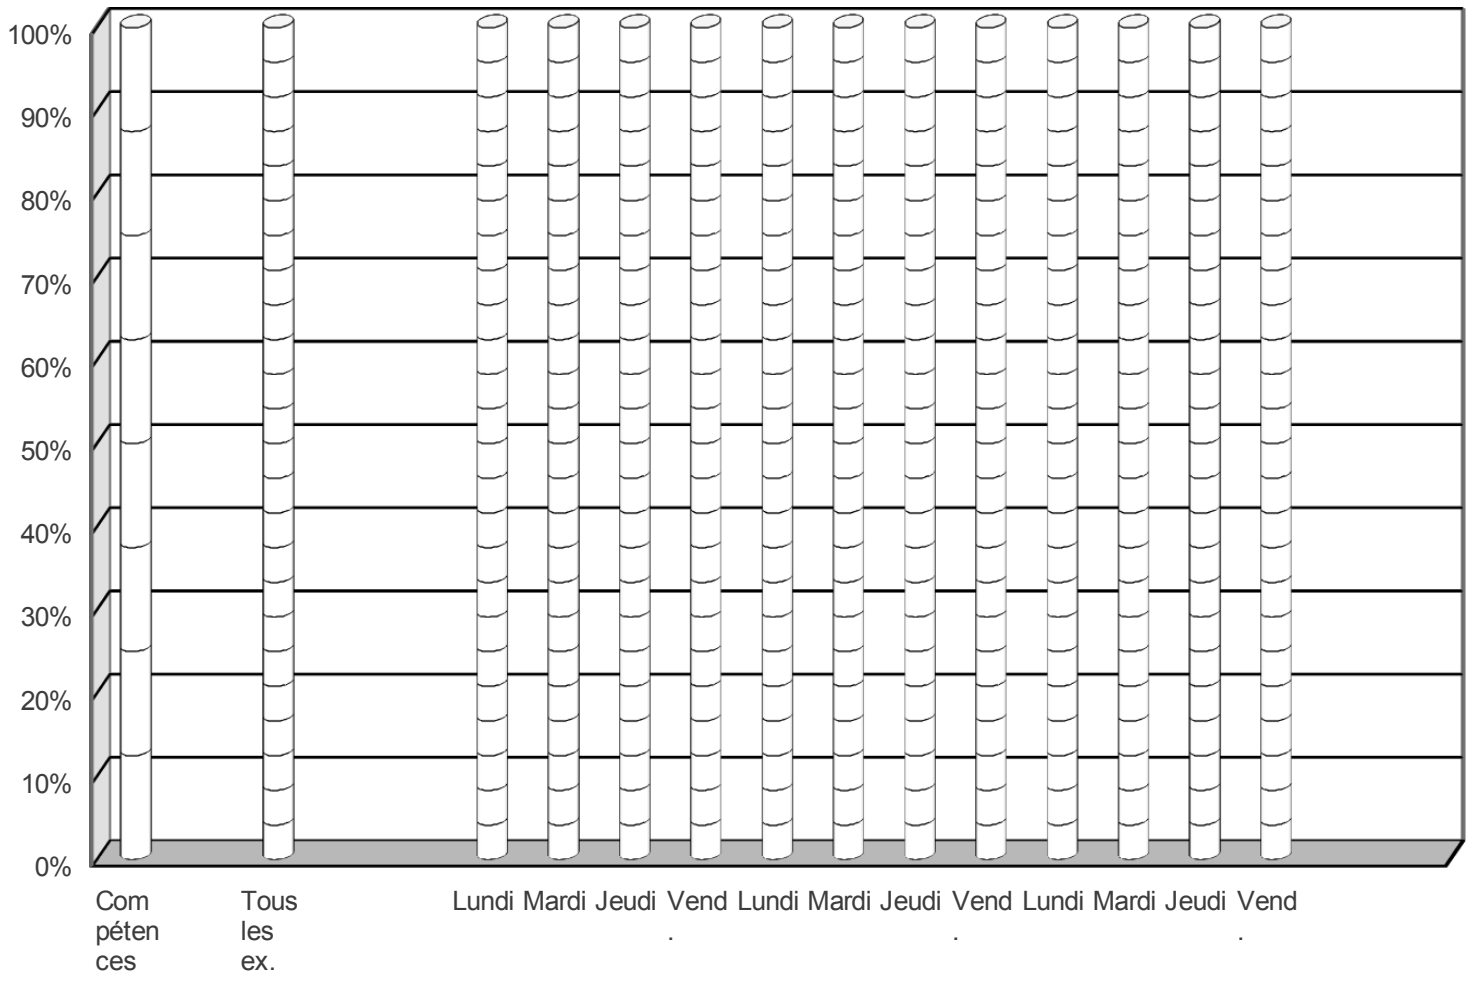 100%
90%
80%
70%
60%
50%
40%
30%
20%
10%
0%
Com
péten
ces
Tous
les
ex.
Lundi Mardi Jeudi Vend Lundi Mardi Jeudi Vend Lundi Mardi Jeudi Vend
. . .